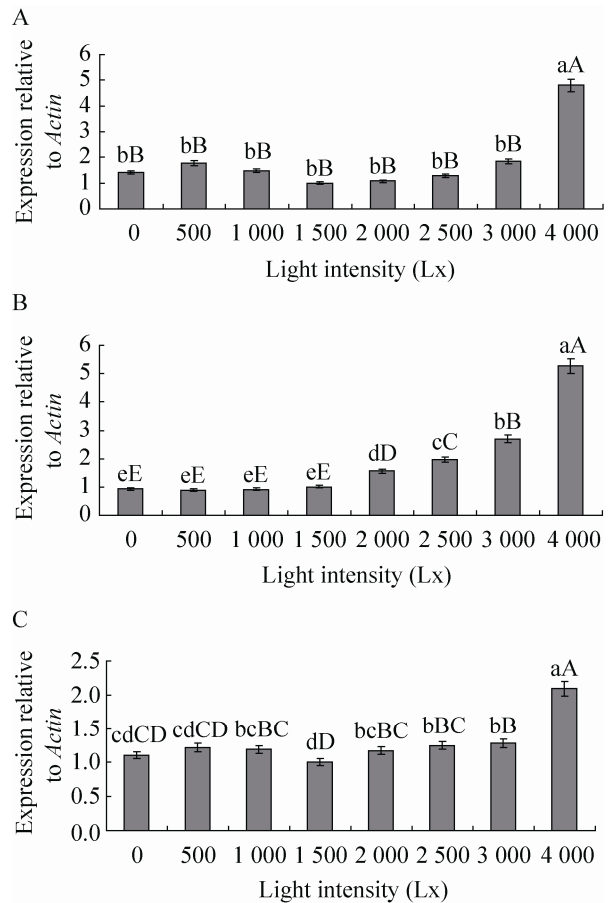 A
Expression relative
to Actin
6
5
4
3
2
1
0
bB bB bB bB bB bB bB aA
0 500 1 000 1 500 2 000 2 500 3 000 4 000
Light intensity (Lx)
B
Expression relative
to Actin
6
5
4
3
2
1
0
eE eE eE eE dD cC bB aA
0 500 1 000 1 500 2 000 2 500 3 000 4 000
Light intensity (Lx)
C
Expression relative
to Actin
2.5
2.0
1.5
1.0
0.5
0.0
cdCD cdCD bcBC dD bcBC bBC bB aA
0 500 1 000 1 500 2 000 2 500 3 000 4 000
Light intensity (Lx)